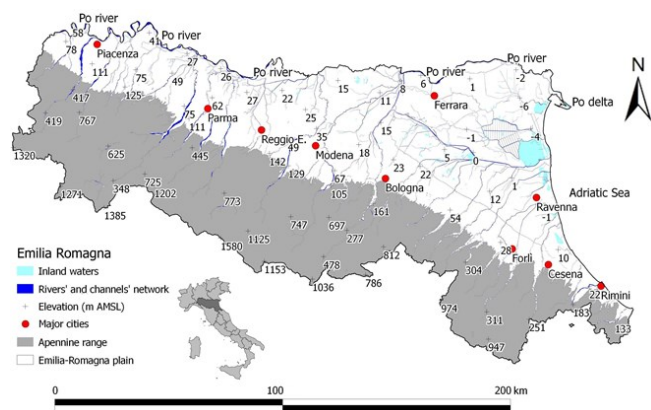 Po river
58
Po river
41
78
Piacenza
27
Po river
Po river
Po river
-2
111
75
49
26
15
8
6
1
N
417
125
62
27
22
11
Ferrara
-6
Po delta
419
767
75
Parma
25
111
35
15
-1
-4
Reggio-E.
49
Modena
18
5
0
1320
625
445
142
23
129
67
22
1
Adriatic Sea
1271
348
725
1202
105
Bologna
12
Ravenna
1385
773
161
54
-1
747
697
Emilia Romagna
1580
1125
277
812
28
Forlì
10
Inland waters
1153
478
304
Cesena
Rivers' and channels' network
1036
786
22
Rimini
Elevation (m AMSL)
974
311
183
Major cities
251
133
Apennine range
947
Emilia-Romagna plain
0
100
200 km